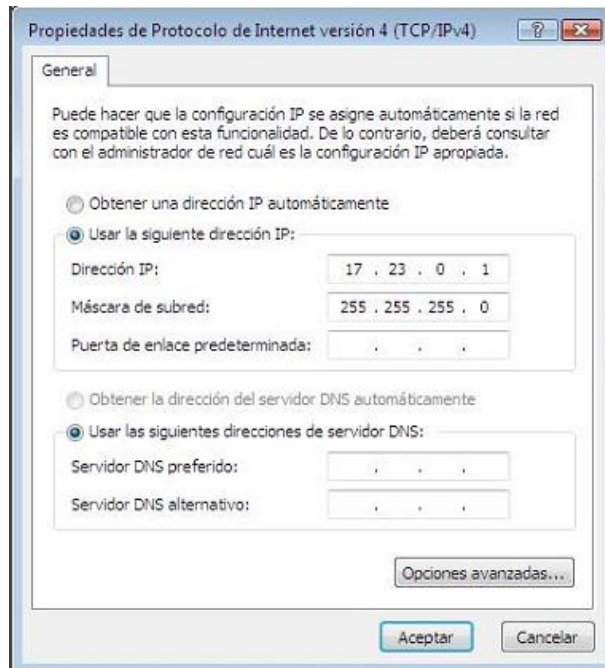 Propiedades de Protocolo de Internet versión 4 (TCP/IPv4)
General
Puede hacer que la configuración IP se asigne automáticamente si la red
es compatible con esta funcionalidad. De lo contrario, deberá consultar
con el administrador de red cuál es la configuración IP apropiada.
Obtener una dirección IP automáticamente
Usar la siguiente dirección IP:
Dirección IP: 17 . 23 . 0 . 1
Máscara de subred: 255 . 255 . 255 . 0
Puerta de enlace predeterminada: . . .
Obtener la dirección del servidor DNS automáticamente
Usar las siguientes direcciones de servidor DNS:
Servidor DNS preferido: . . .
Servidor DNS alternativo: . . .
Opciones avanzadas...
Aceptar Cancelar